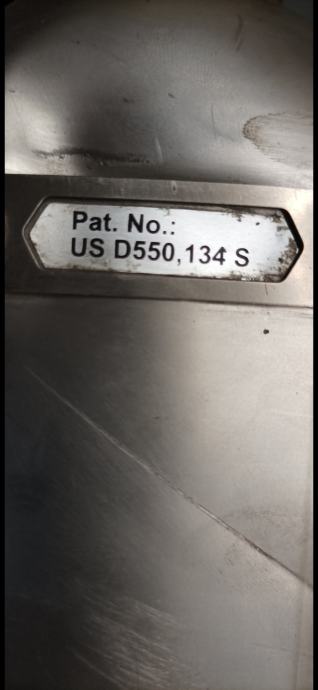 Pat. No.:
US D550,134 S